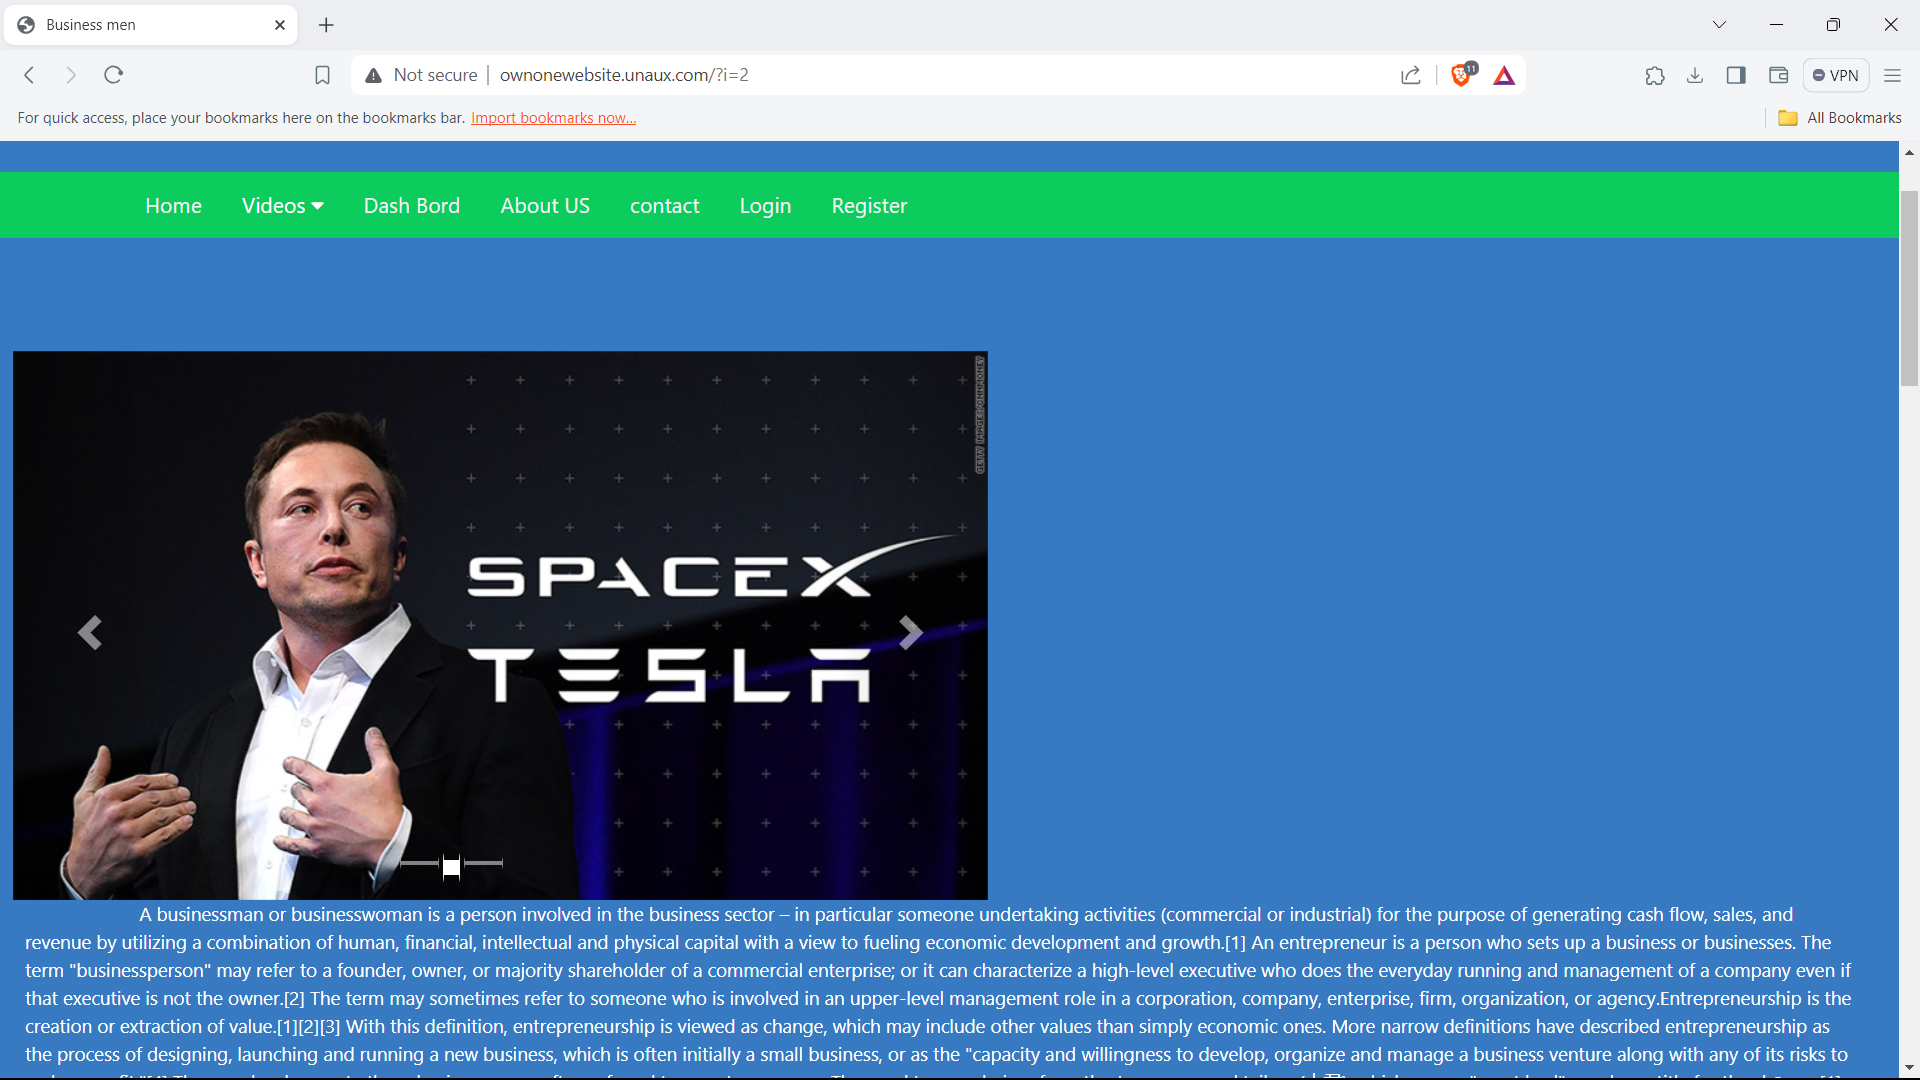 Business men
Not secure
ownonewebsite.unaux.com/?i=2
11
VPN
For quick access, place your bookmarks here on the bookmarks bar. Import bookmarks now...
All Bookmarks
Home
Videos
Dash Bord
About US
contact
Login
Register
GETTY IMAGES/CNNMONEY
SPACEX
TESLA
A businessman or businesswoman is a person involved in the business sector – in particular someone undertaking activities (commercial or industrial) for the purpose of generating cash flow, sales, and
revenue by utilizing a combination of human, financial, intellectual and physical capital with a view to fueling economic development and growth.[1] An entrepreneur is a person who sets up a business or businesses. The
term "businessperson" may refer to a founder, owner, or majority shareholder of a commercial enterprise; or it can characterize a high-level executive who does the everyday running and management of a company even if
that executive is not the owner.[2] The term may sometimes refer to someone who is involved in an upper-level management role in a corporation, company, enterprise, firm, organization, or agency.Entrepreneurship is the
creation or extraction of value.[1][2][3] With this definition, entrepreneurship is viewed as change, which may include other values than simply economic ones. More narrow definitions have described entrepreneurship as
the process of designing, launching and running a new business, which is often initially a small business, or as the "capacity and willingness to develop, organize and manage a business venture along with any of its risks to